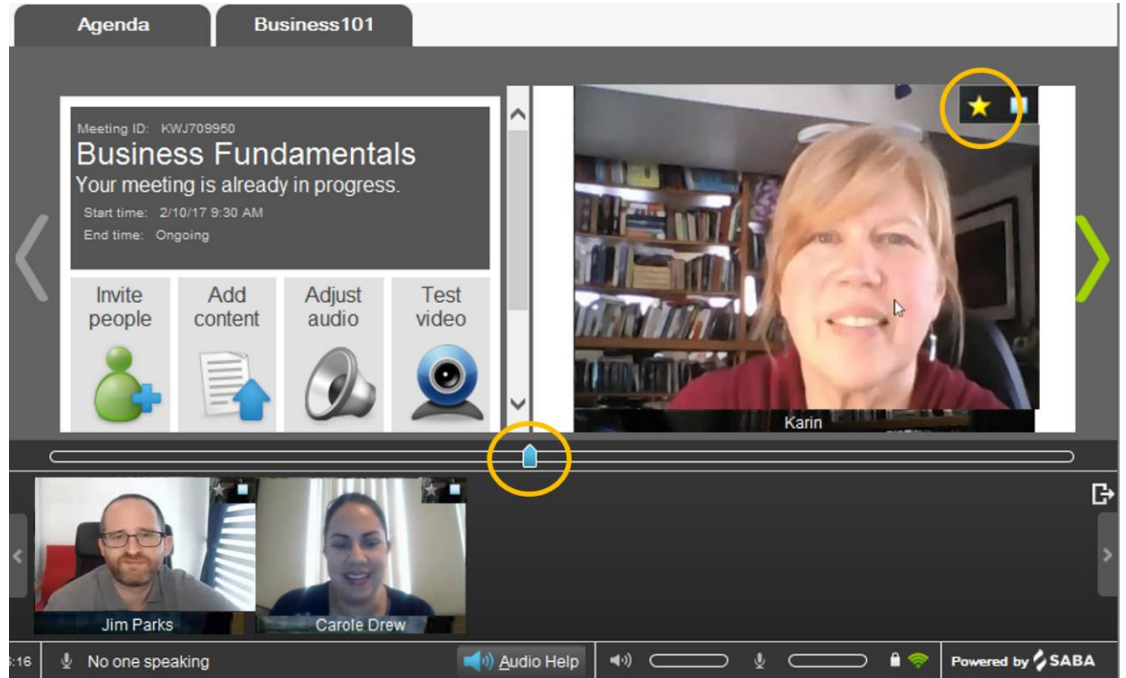 Agenda
Business101
Meeting ID: KWJ709950
Business Fundamentals
Your meeting is already in progress.
Start time: 2/10/17 9:30 AM
End time: Ongoing
Invite people
Add content
Adjust audio
Test video
Karin
Jim Parks
Carole Drew
:16
No one speaking
Audio Help
Powered by SABA